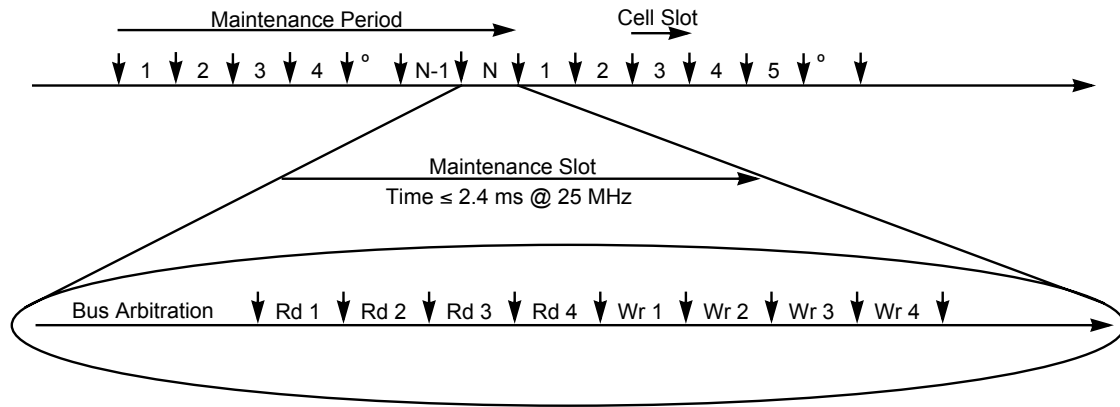 Maintenance Period
Cell Slot
1 2 3 4 º N-1 N 1 2 3 4 5 º
Maintenance Slot
Time ≤ 2.4 ms @ 25 MHz
Bus Arbitration Rd 1 Rd 2 Rd 3 Rd 4 Wr 1 Wr 2 Wr 3 Wr 4